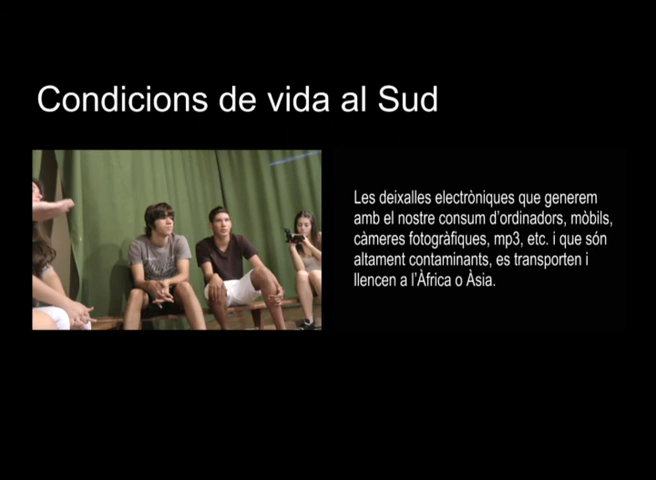 Condicions de vida al Sud
Les deixalles electròniques que generem
amb el nostre consum d'ordinadors, mòbils,
càmeres fotogràfiques, mp3, etc. i que són
altament contaminants, es transporten i
llencen a l'Àfrica o Àsia.